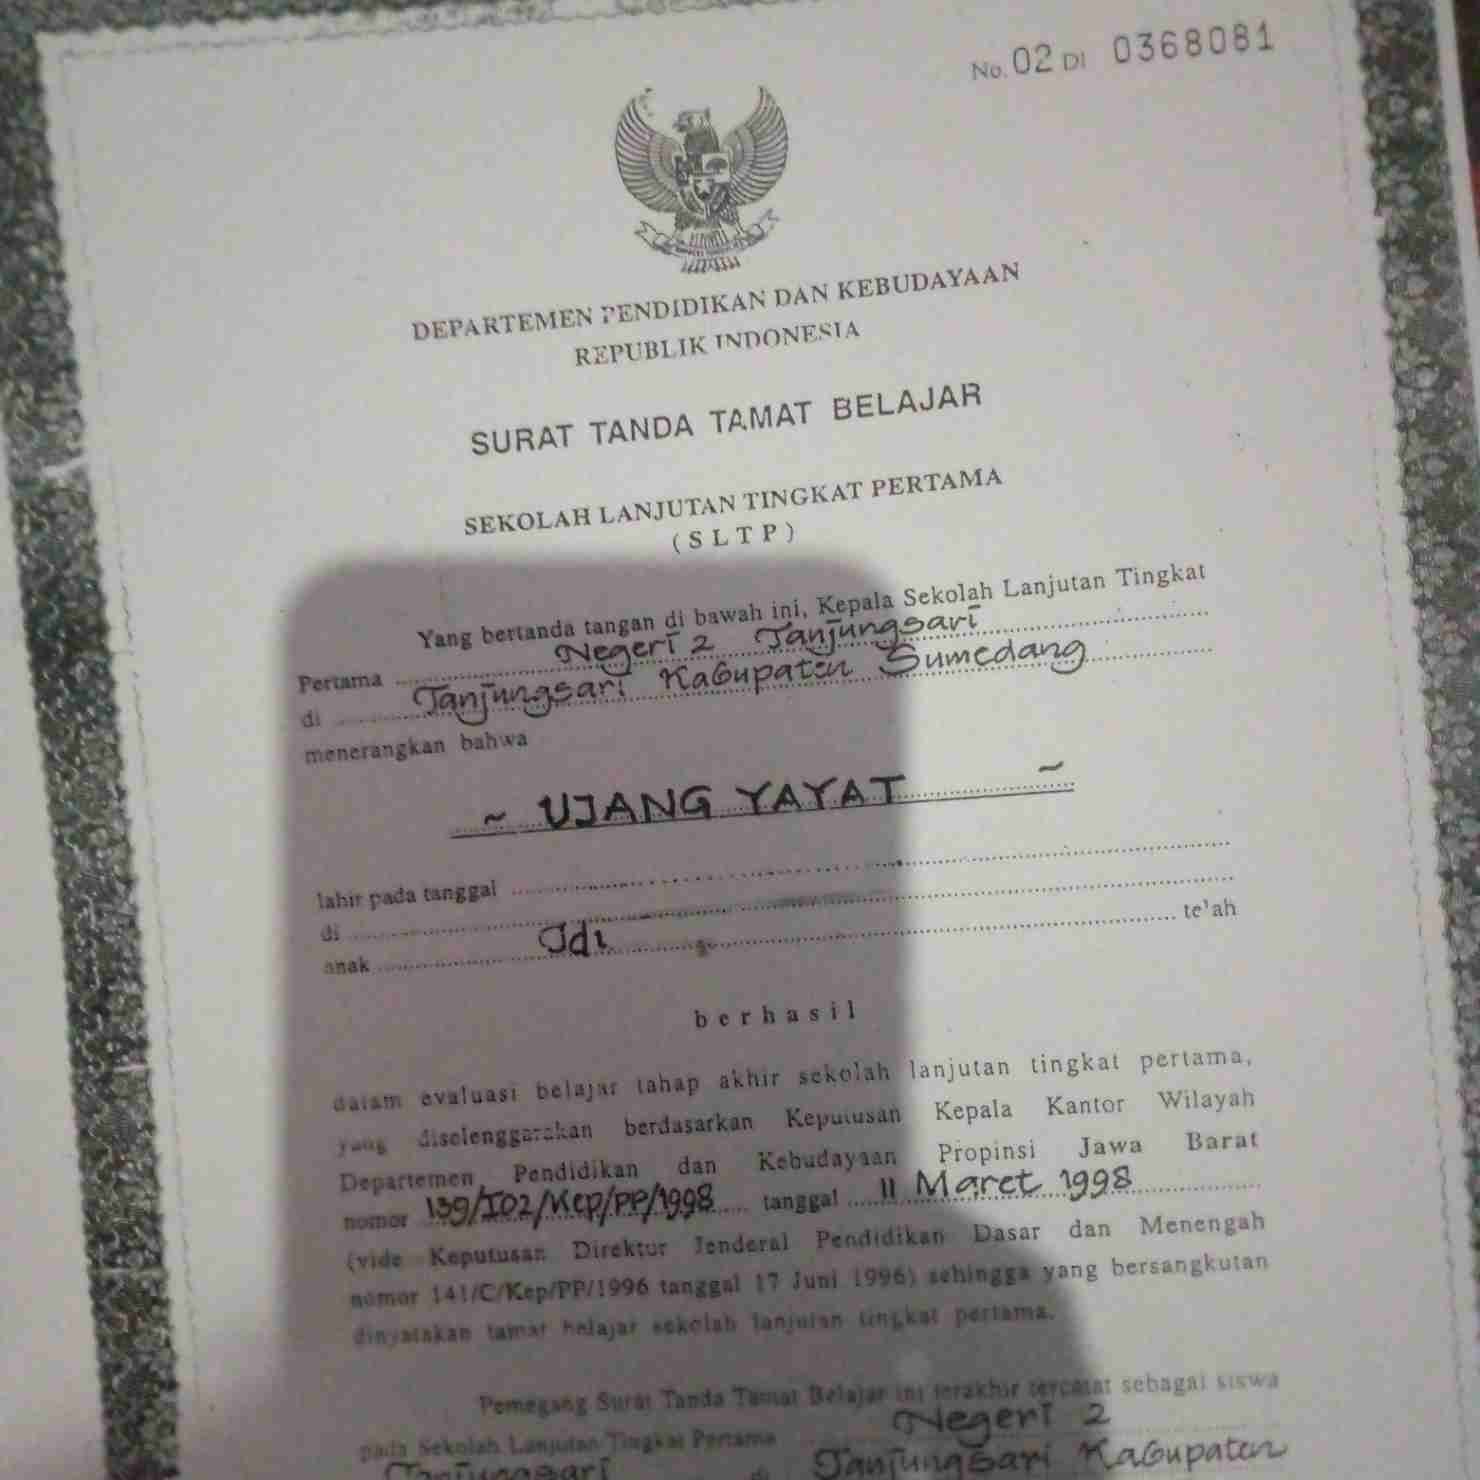 No. 02 DI 0368081
DEPARTEMEN PENDIDIKAN DAN KEBUDAYAAN
REPUBLIK INDONESIA
SURAT TANDA TAMAT BELAJAR
SEKOLAH LANJUTAN TINGKAT PERTAMA
( S L T P )
Yang bertanda tangan di bawah ini, Kepala Sekolah Lanjutan Tingkat
Pertama Negeri 2 Tanjungsari
di Tanjungsari Kabupaten Sumedang
menerangkan bahwa
~ UJANG YAYAT ~
lahir pada tanggal
di
anak Idi te'ah
berhasil
dalam evaluasi belajar tahap akhir sekolah lanjutan tingkat pertama,
yang diselenggarakan berdasarkan Keputusan Kepala Kantor Wilayah
Departemen Pendidikan dan Kebudayaan Propinsi Jawa Barat
nomor 139/I02/Kep/PP/1998 tanggal 11 Maret 1998
(vide Keputusan Direktur Jenderal Pendidikan Dasar dan Menengah
nomor 141/C/Kep/PP/1996 tanggal 17 Juni 1996) sehingga yang bersangkutan
dinyatakan tamat belajar sekolah lanjutan tingkat pertama.
Pemegang Surat Tanda Tamat Belajar ini terakhir tercatat sebagai siswa
pada Sekolah Lanjutan Tingkat Pertama Negeri 2
Tanjungsari di Tanjungsari Kabupaten